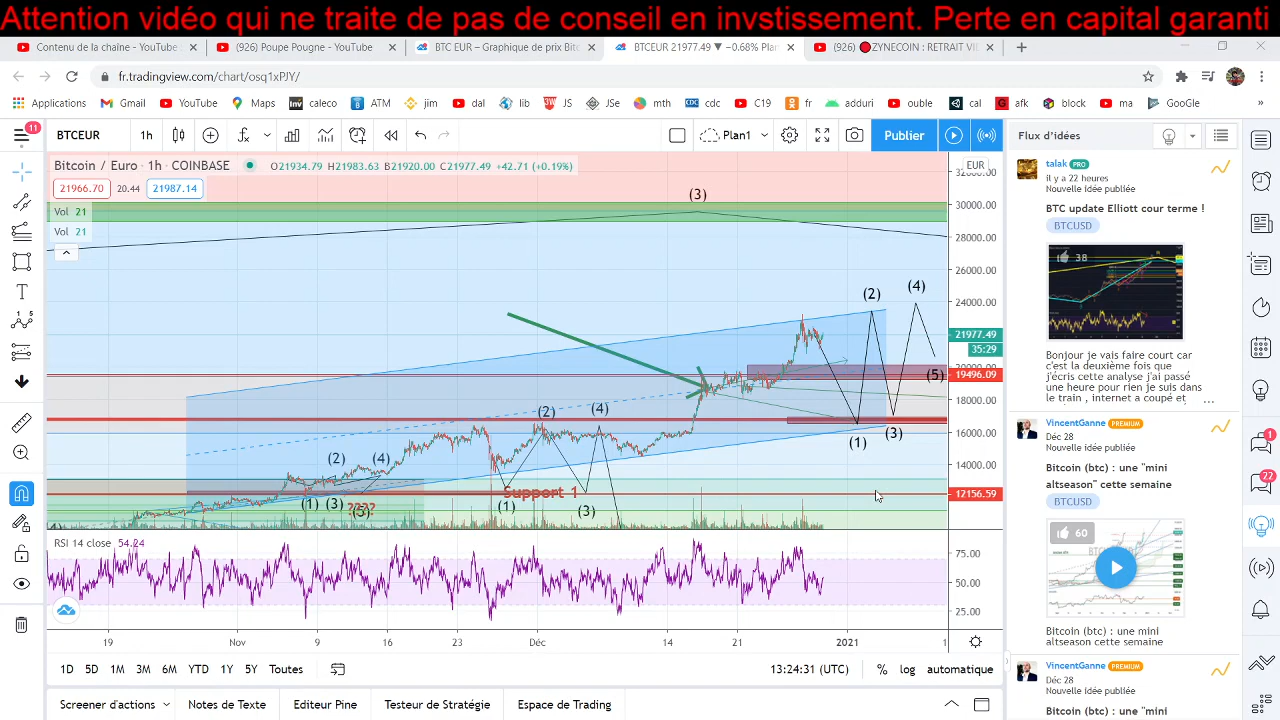 Attention vidéo qui ne traite de pas de conseil en invstissement. Perte en capital garanti
Contenu de la chaîne - YouTube
(926) Poupe Pougne - YouTube
BTC EUR – Graphique de prix Bitc
BTCEUR 21977.49 ▼ −0.68% Plan
(926) 🔴ZYNECOIN : RETRAIT VI
fr.tradingview.com/chart/osq1xPJY/
Applications
Gmail
YouTube
Maps
caleco
ATM
jim
dal
lib
JS
JSe
mth
cdc
C19
fr
adduri
ouble
cal
afk
block
ma
GooGle
11
BTCEUR
1h
Plan1
Publier
Flux d'idées
Bitcoin / Euro · 1h · COINBASE
O21934.79 H21983.63 B21920.00 C21977.49 +42.71 (+0.19%)
21966.70
20.44
21987.14
Vol 21
Vol 21
EUR
32000.00
30000.00
28000.00
26000.00
24000.00
21977.49
35:29
20000.00
19496.09
18000.00
16000.00
14000.00
12156.59
(3)
(2)
(4)
(5)
(1)
(3)
(2)
(4)
(2)
(4)
(1)
(3)
(5)
????
Support 1
(1)
(3)
RSI 14 close 54.24
75.00
50.00
25.00
19
Nov
9
16
23
Déc
14
21
2021
1
1D
5D
1M
3M
6M
YTD
1Y
5Y
Toutes
13:24:31 (UTC)
%
log
automatique
Screener d'actions
Notes de Texte
Editeur Pine
Testeur de Stratégie
Espace de Trading
talak PRO
il y a 22 heures
Nouvelle idée publiée
BTC update Elliott cour terme !
BTCUSD
38
Bonjour je vais faire court car
c'est la deuxième fois que
j'écris cette analyse j'ai passé
une heure pour rien je suis dans
le train , internet a coupé et ...
VincentGanne PREMIUM
Déc 28
Nouvelle idée publiée
Bitcoin (btc) : une "mini
altseason" cette semaine
BTCUSD
60
Bitcoin (btc) : une mini
altseason cette semaine
VincentGanne PREMIUM
Déc 28
Nouvelle idée publiée
Bitcoin (btc) : une "mini
1
22